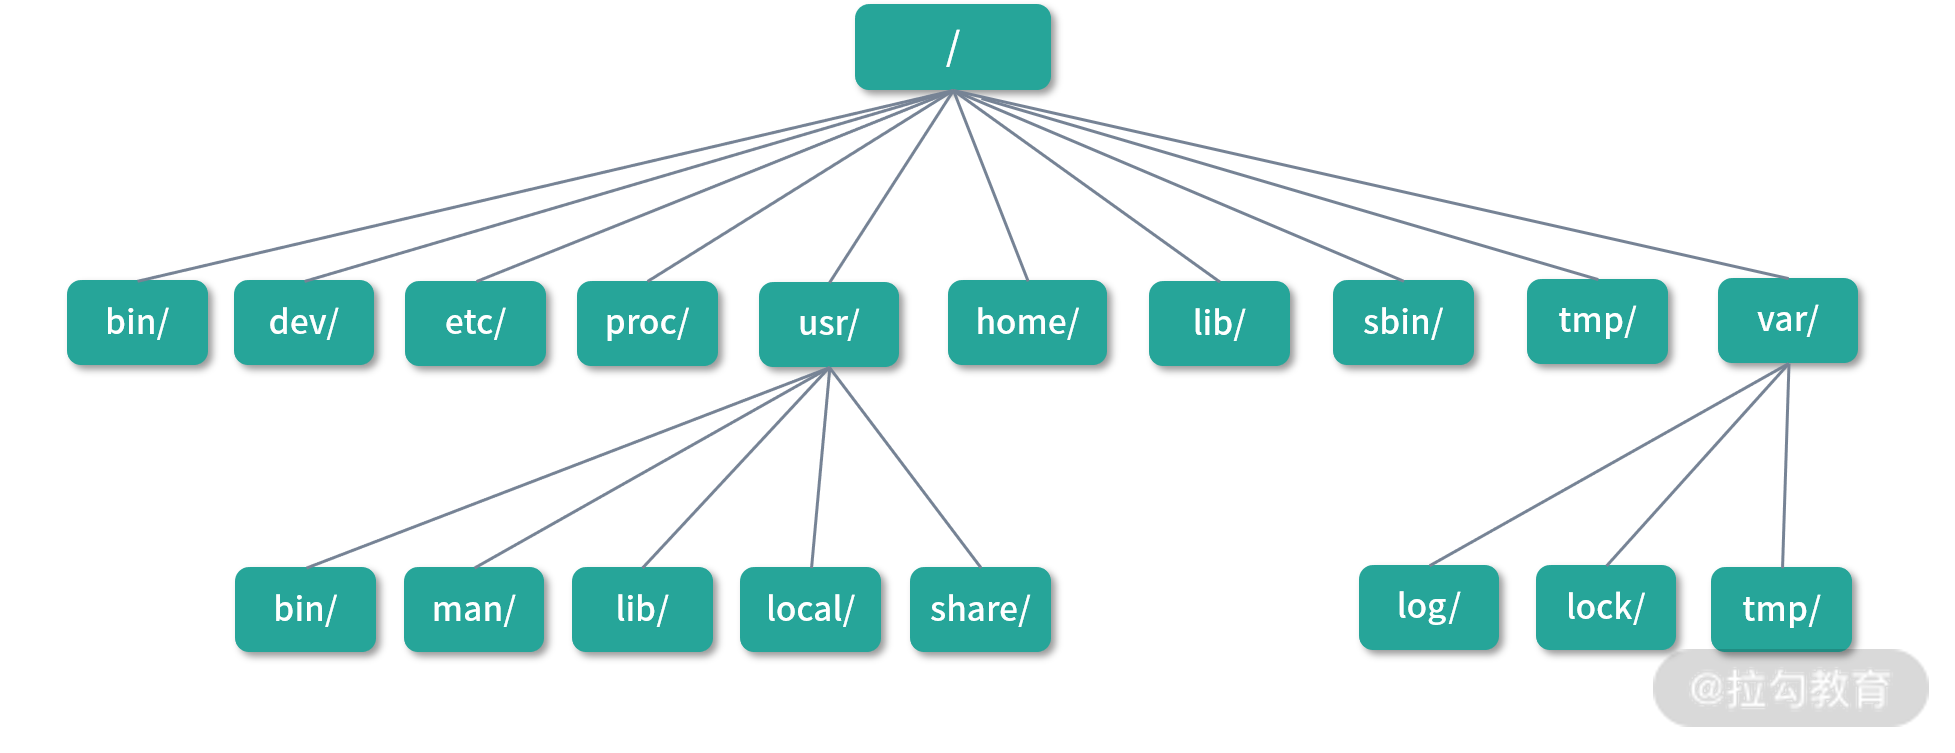 /
bin/
dev/
etc/
proc/
usr/
home/
lib/
sbin/
tmp/
var/
bin/
man/
lib/
local/
share/
log/
lock/
tmp/
@拉勾教育